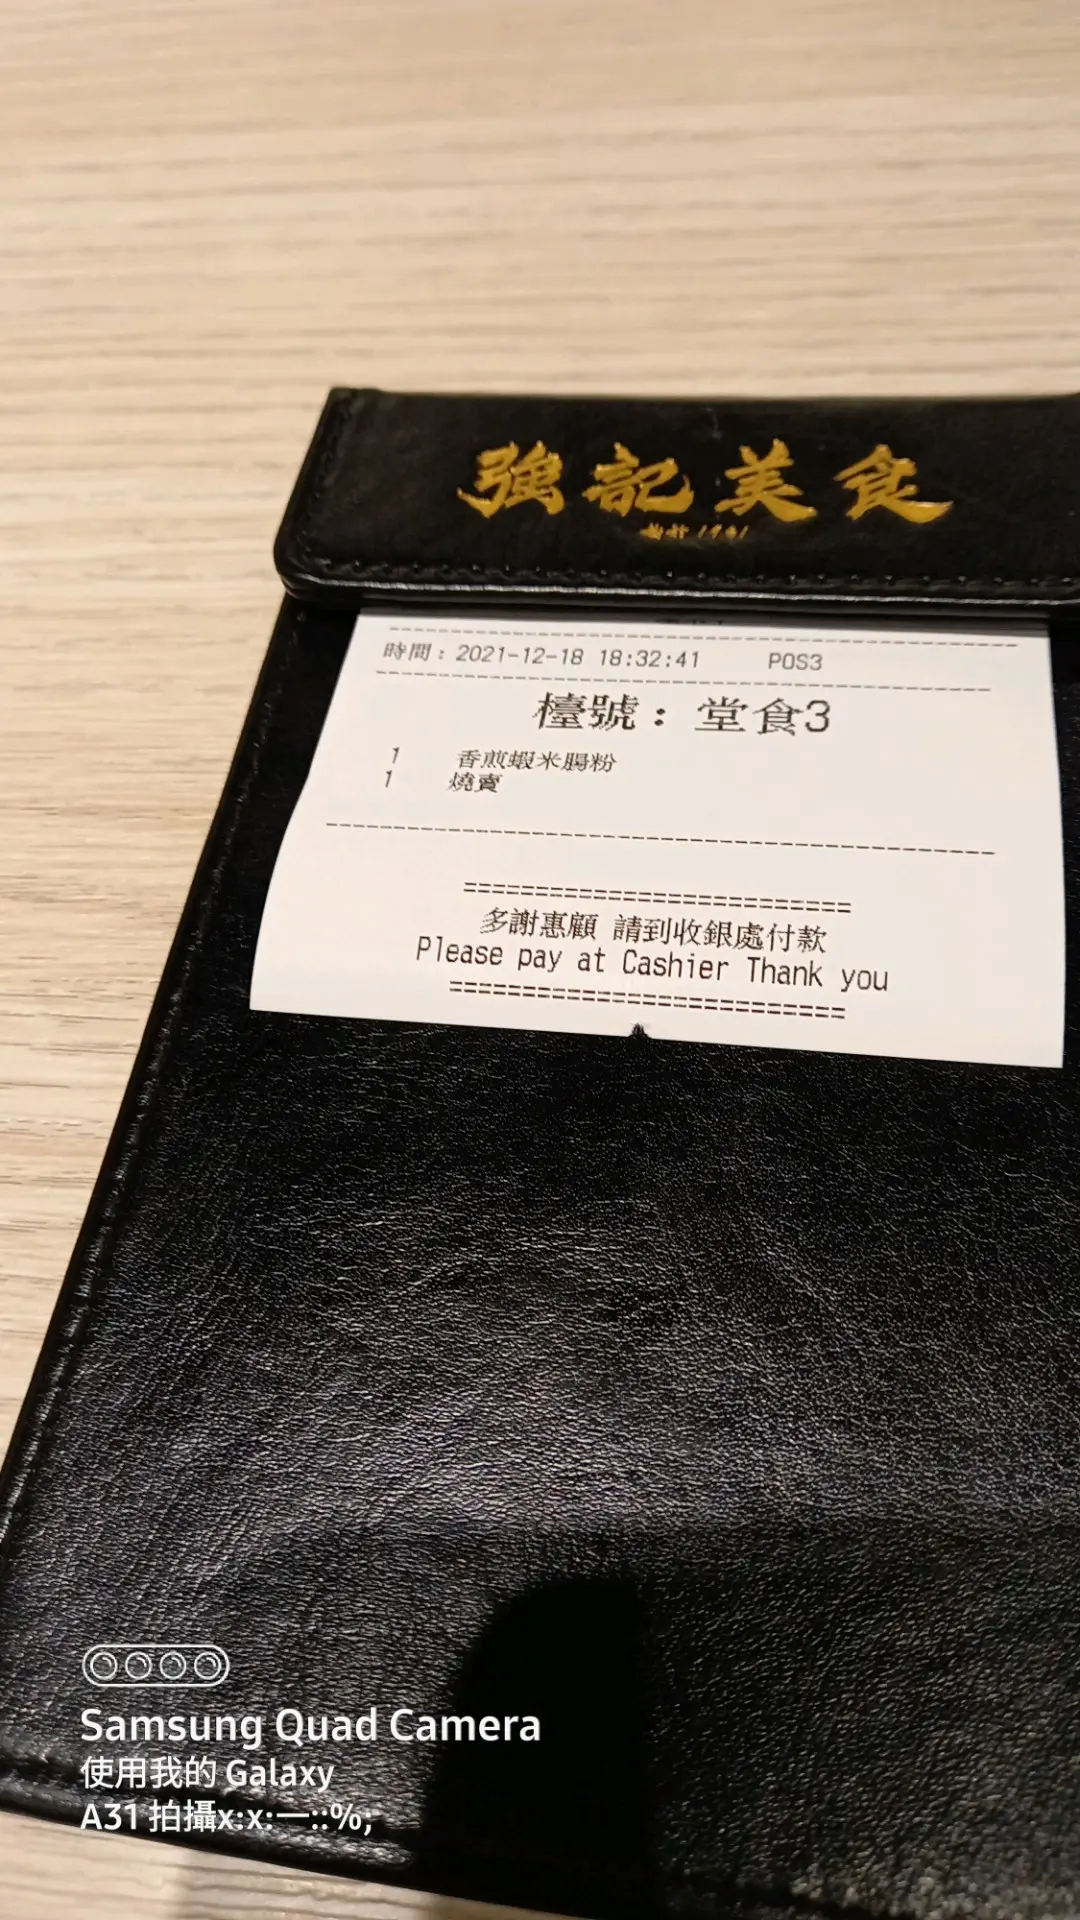 強記美食
時間：2021-12-18 18:32:41 POS3
檯號：堂食3
1 香煎蝦米腸粉
1 燒賣
多謝惠顧 請到收銀處付款
Please pay at Cashier Thank you
Samsung Quad Camera
使用我的 Galaxy
A31 拍攝x:x:一::%;